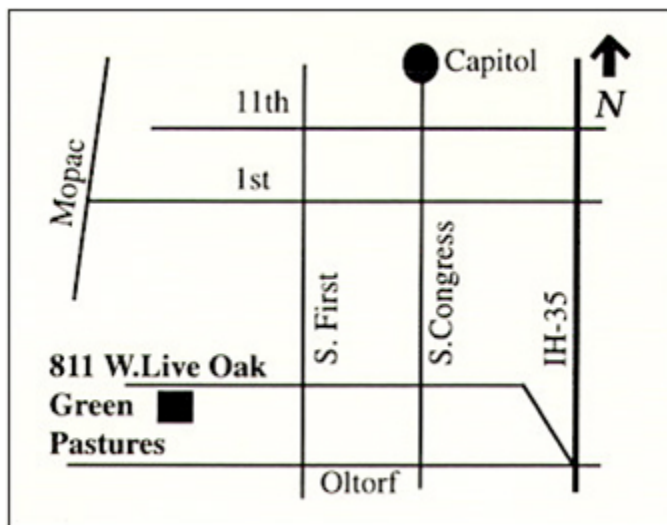 Capitol
N
11th
1st
Mopac
S. First
S.Congress
IH-35
811 W.Live Oak
Green
Pastures
Oltorf